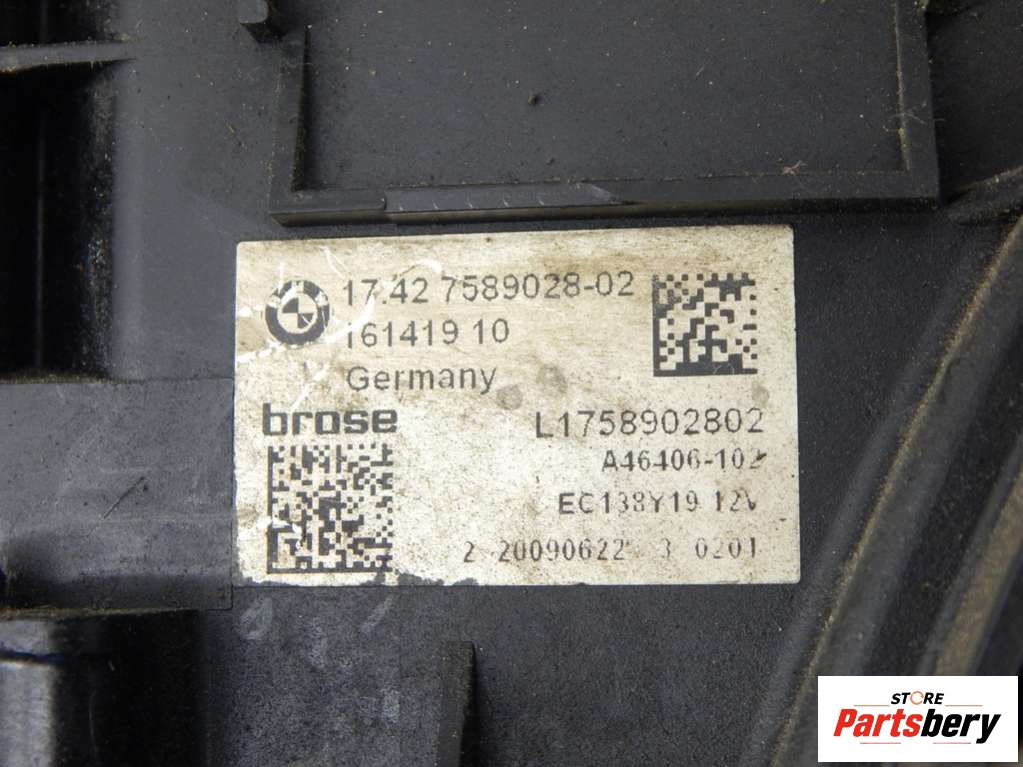 17.42 7589028-02
161419 10
Germany
brose
L1758902802
A46406-102
EC138Y19 12V
2 20090622 3 0201
STORE
Partsbery